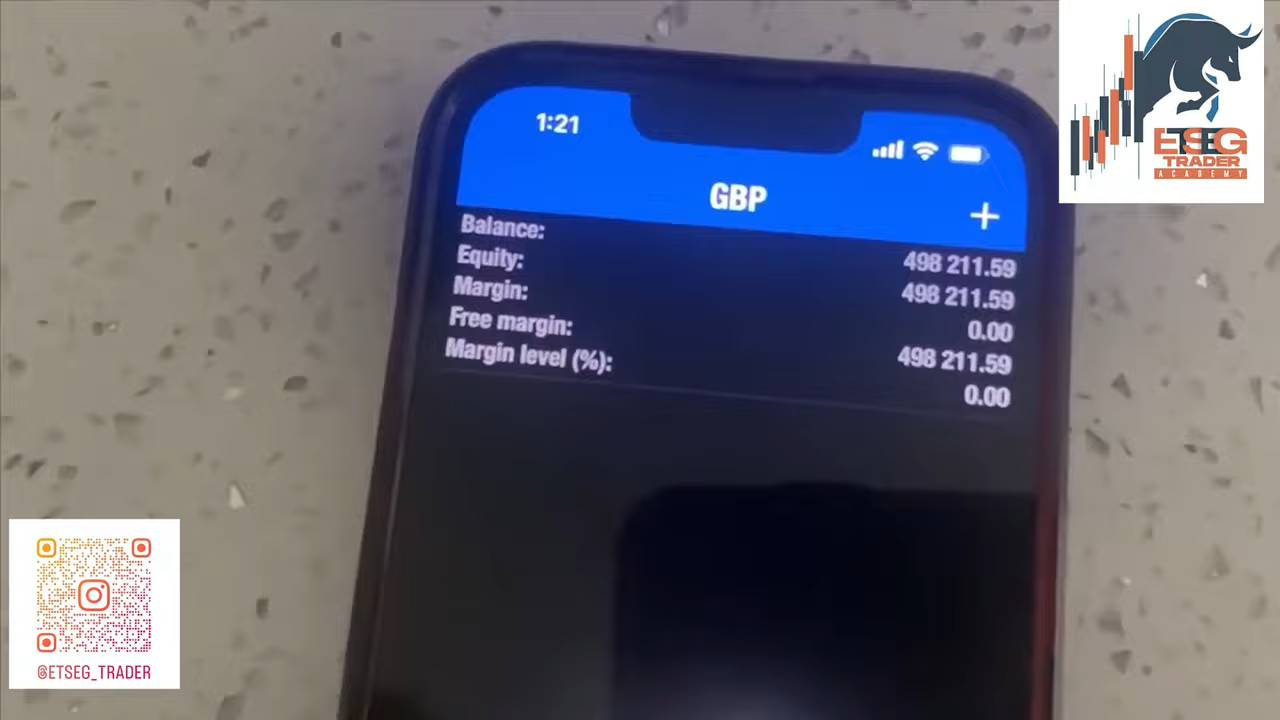 1:21
GBP
+
Balance:
498 211.59
Equity:
498 211.59
Margin:
0.00
Free margin:
498 211.59
Margin level (%):
0.00
ETSEG
TRADER
ACADEMY
@ETSEG_TRADER